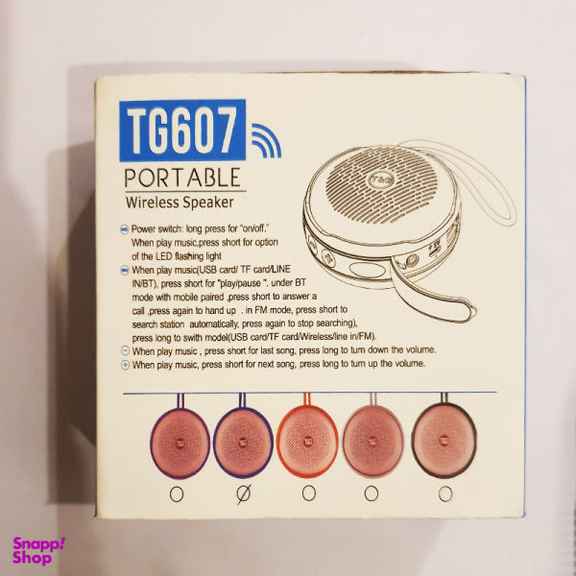 TG607
PORTABLE
Wireless Speaker
T&G
Power switch: long press for "on/off."
When play music,press short for option
of the LED flashing light
When play music(USB card/ TF card/LINE
IN/BT), press short for "play/pause ". under BT
mode with mobile paired ,press short to answer a
call ,press again to hand up . in FM mode, press short to
search station automatically, press again to stop searching),
press long to swith model(USB card/TF card/Wireless/line in/FM).
When play music , press short for last song, press long to turn down the volume.
When play music, press short for next song, press long to turn up the volume.
T&G T&G T&G T&G T&G
Snapp!
Shop